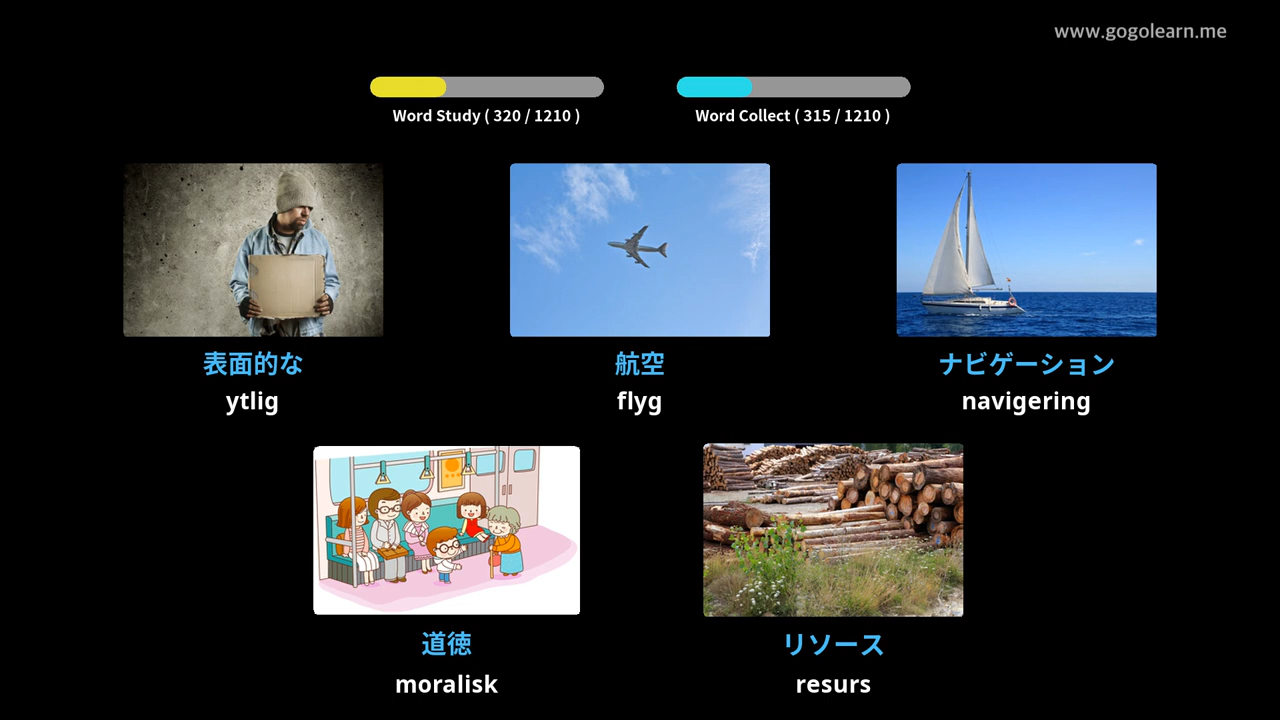 www.gogolearn.me
Word Study ( 320 / 1210 )
Word Collect ( 315 / 1210 )
表面的な
ytlig
航空
flyg
ナビゲーション
navigering
道徳
moralisk
リソース
resurs